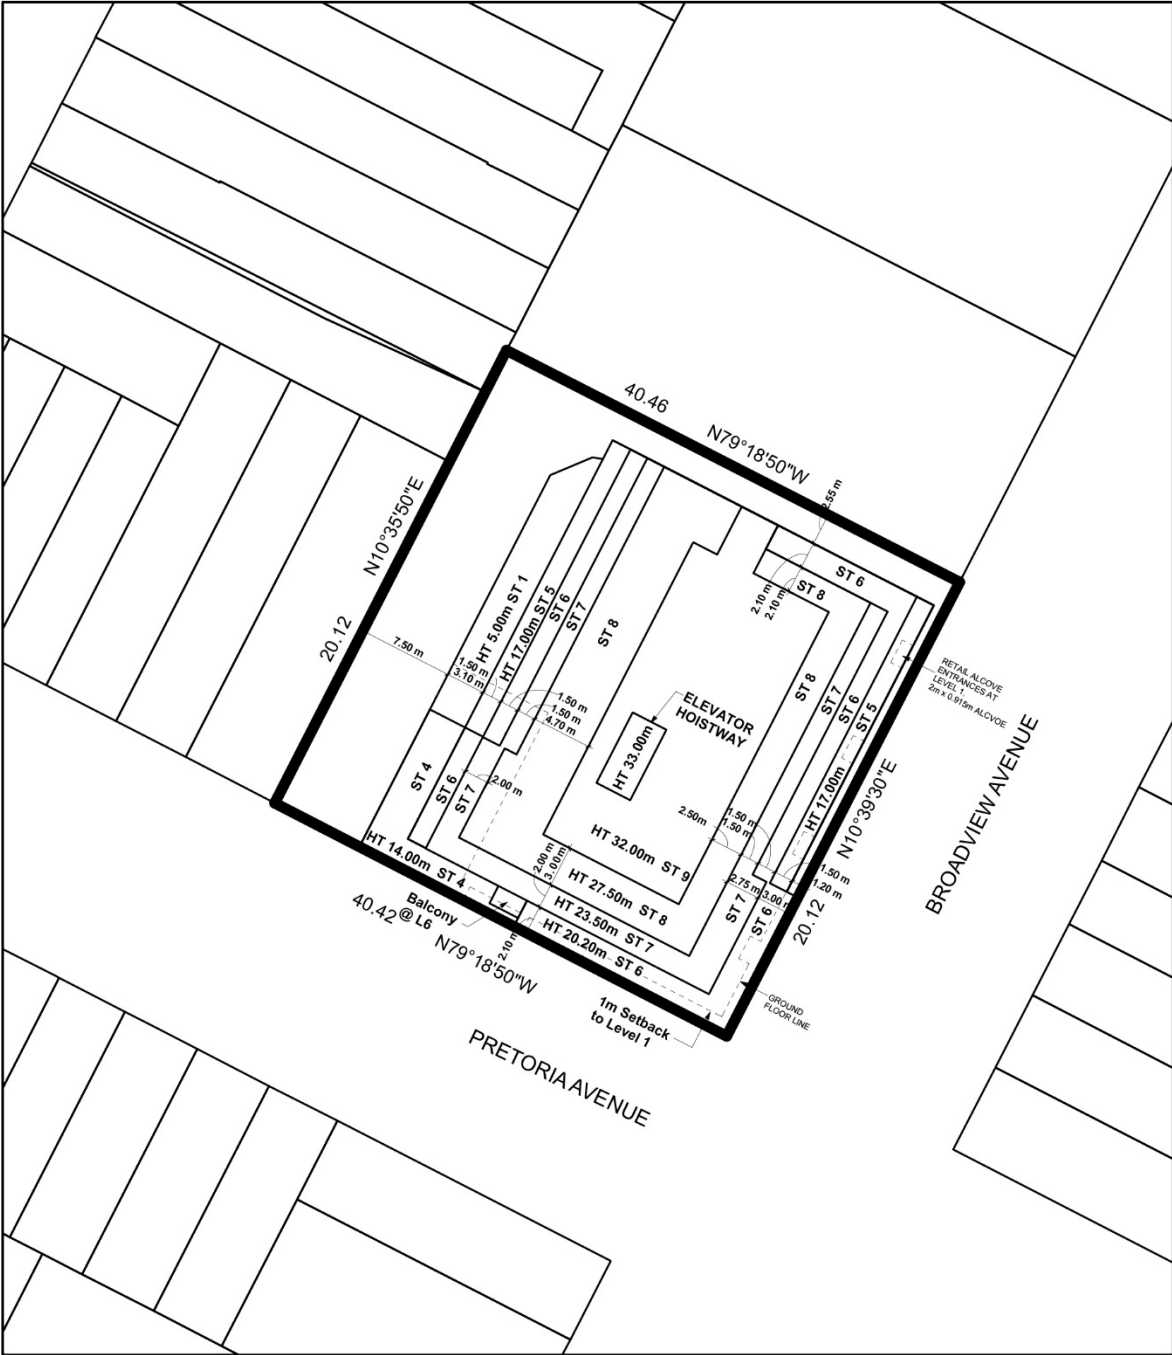 40.46
N79°18'50"W
2.55 m
N10°35'50"E
20.12
HT 5.00m ST 1
HT 17.00m ST 5
ST 6
ST 7
ST 8
ST 6
ST 8
2.10 m
2.10 m
RETAIL ALCOVE
ENTRANCES AT
LEVEL 1.
2m x 0.915m ALCVOE
7.50 m
1.50 m
3.10 m
1.50 m
1.50 m
4.70 m
ELEVATOR
HOISTWAY
HT 33.00m
ST 8
ST 7
ST 6
ST 5
HT 17.00m
N10°39'30"E
BROADVIEW AVENUE
ST 4
ST 6
ST 7
2.00 m
2.50m
1.50 m
1.50 m
HT 32.00m ST 9
1.50 m
1.20 m
2.75 m
3.00 m
20.12
HT 14.00m ST 4
2.00 m
3.00m
HT 27.50m ST 8
HT 23.50m ST 7
HT 20.20m ST 6
ST 7
ST 6
Balcony
@ L6
40.42
N79°18'50"W
2.10 m
1m Setback
to Level 1
GROUND
FLOOR LINE
PRETORIA AVENUE